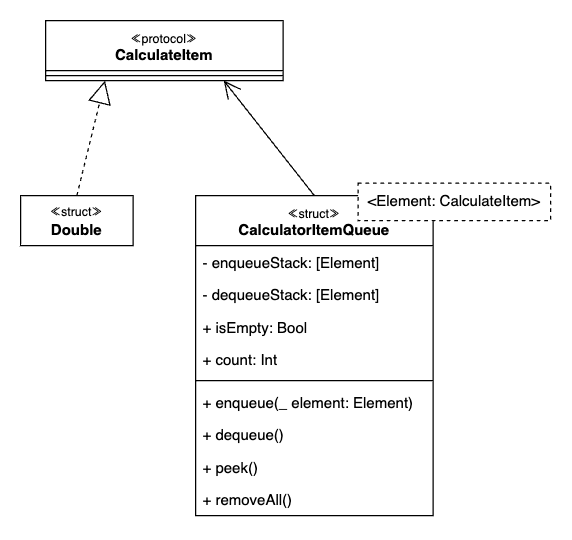 ≪protocol≫
CalculateItem
≪struct≫
Double
<Element: CalculateItem>
≪struct≫
CalculatorItemQueue
- enqueueStack: [Element]
- dequeueStack: [Element]
+ isEmpty: Bool
+ count: Int
+ enqueue(_ element: Element)
+ dequeue()
+ peek()
+ removeAll()